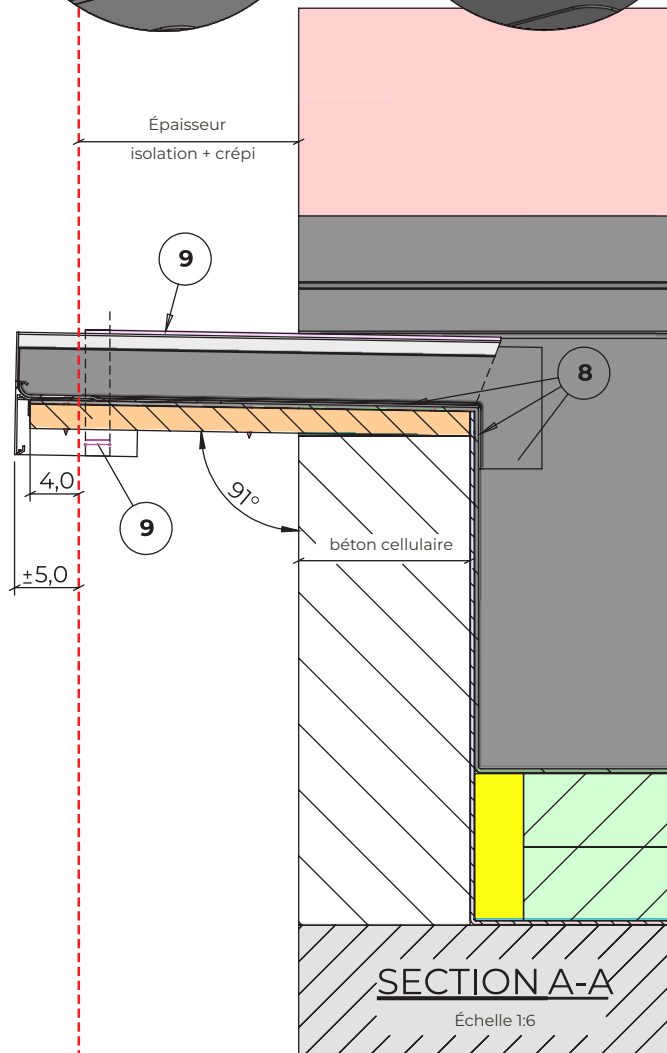 Épaisseur
isolation + crépi
9
8
4,0
91°
9
béton cellulaire
±5,0
SECTION A-A
Échelle 1:6